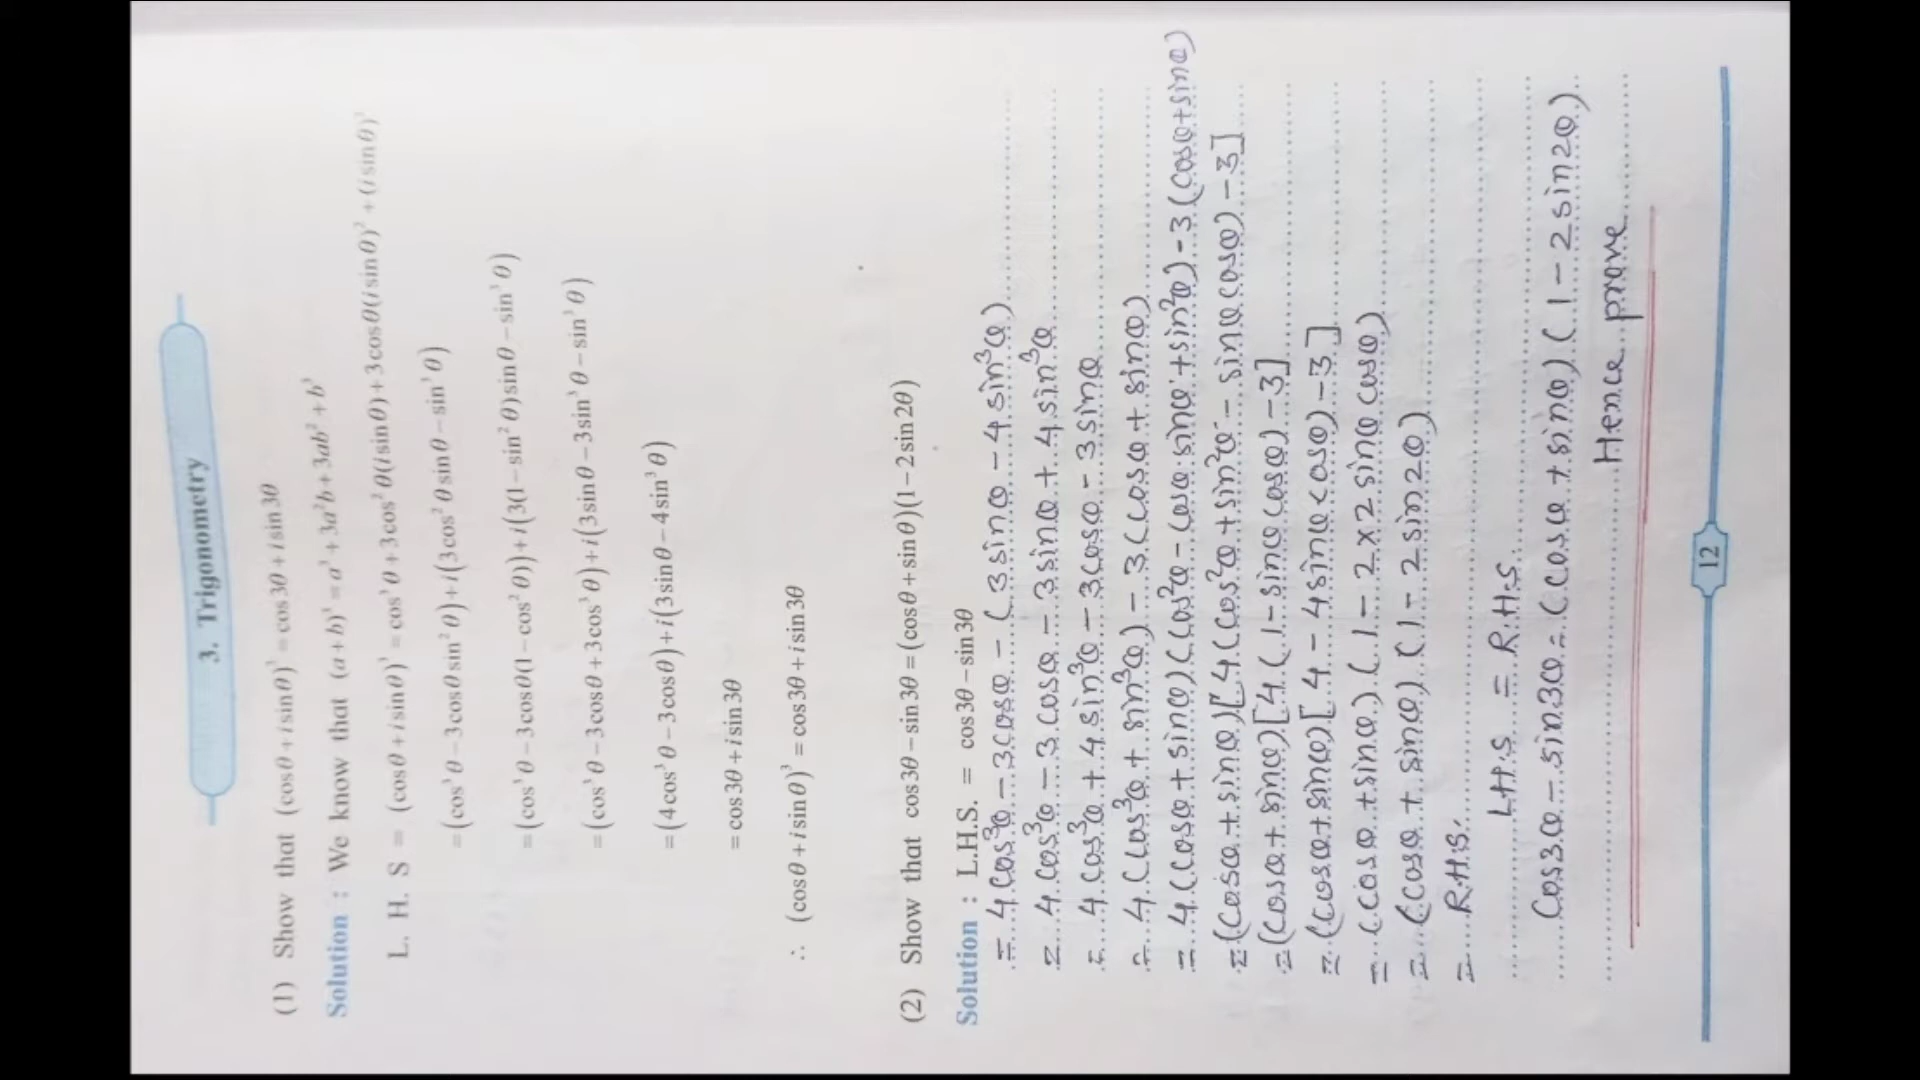 3. Trigonometry
(1) Show that (cosθ + i sinθ)³ = cos3θ + i sin3θ
Solution : We know that (a + b)³ = a³ + 3a²b + 3ab² + b³
L. H. S = (cosθ + i sinθ)³ = cos³θ + 3cos²θ(i sinθ) + 3cosθ(i sinθ)² + (i sinθ)³
= (cos³θ − 3cosθ sin²θ) + i(3cos²θ sinθ − sin³θ)
= (cos³θ − 3cosθ(1 − cos²θ)) + i(3(1 − sin²θ) sinθ − sin³θ)
= (cos³θ − 3cosθ + 3cos³θ) + i(3sinθ − 3sin³θ − sin³θ)
= (4cos³θ − 3cosθ) + i(3sinθ − 4sin³θ)
= cos3θ + i sin3θ
∴ (cosθ + i sinθ)³ = cos3θ + i sin3θ
(2) Show that cos3θ − sin3θ = (cosθ + sinθ)(1 − 2sin2θ)
Solution : L.H.S. = cos3θ − sin3θ
= 4cos³θ − 3cosθ − (3sinθ − 4sin³θ)
= 4cos³θ − 3cosθ − 3sinθ + 4sin³θ
= 4cos³θ + 4sin³θ − 3cosθ − 3sinθ
= 4(cos³θ + sin³θ) − 3(cosθ + sinθ)
= 4(cosθ + sinθ)(cos²θ − cosθ.sinθ + sin²θ) − 3(cosθ + sinθ)
= (cosθ + sinθ)[4(cos²θ + sin²θ − sinθ cosθ) − 3]
= (cosθ + sinθ)[4(1 − sinθ cosθ) − 3]
= (cosθ + sinθ)[4 − 4sinθ cosθ) − 3]
= (cosθ + sinθ)(1 − 2×2sinθ cosθ)
= (cosθ + sinθ)(1 − 2sin2θ)
= R.H.S.
L.H.S = R.H.S.
Cos3θ − sin3θ = (cosθ + sinθ)(1 − 2sin2θ)
Hence prove
12